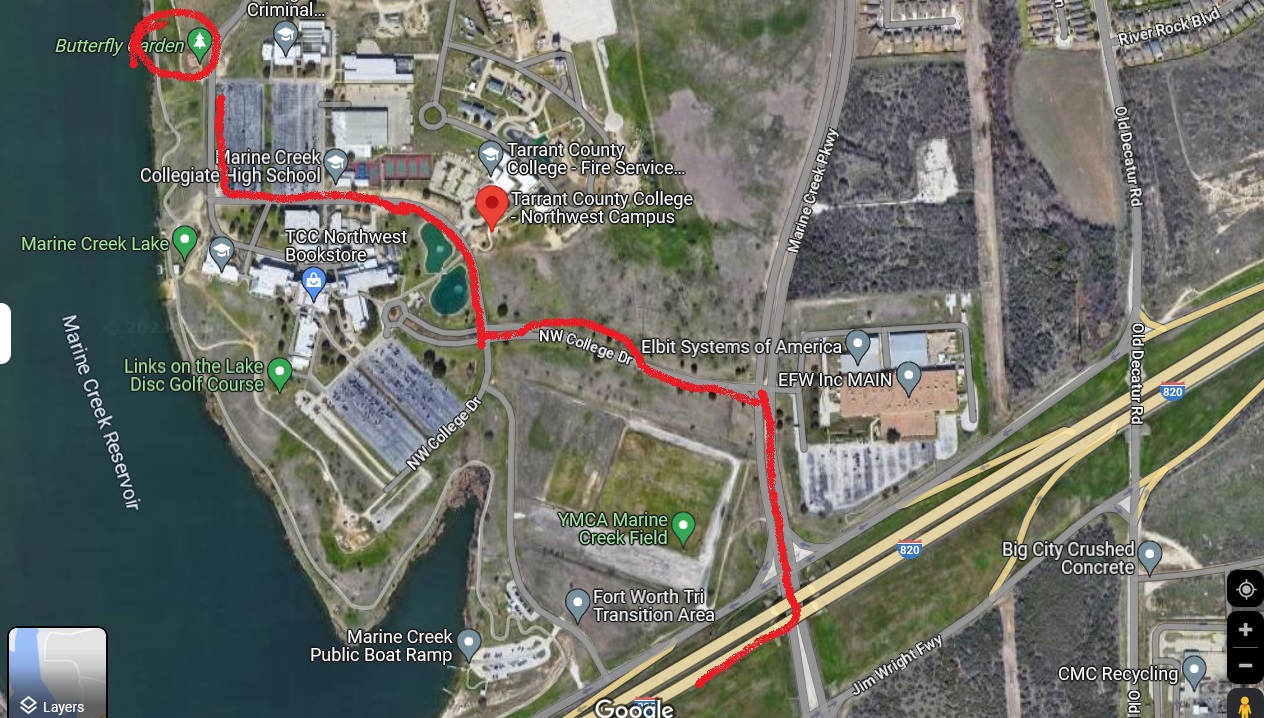 Criminal...
Butterfly Garden
River Rock Blvd
Old Decatur Rd
Marine Creek Pkwy
Marine Creek
Collegiate High School
Tarrant County
College - Fire Service...
Tarrant County College
- Northwest Campus
Marine Creek Lake
TCC Northwest
Bookstore
Marine Creek Reservoir
Links on the Lake
Disc Golf Course
NW College Dr
Elbit Systems of America
EFW Inc MAIN
Old Decatur Rd
820
NW College Dr
YMCA Marine
Creek Field
820
Big City Crushed
Concrete
Fort Worth Tri
Transition Area
Marine Creek
Public Boat Ramp
Jim Wright Fwy
CMC Recycling
Layers
Google